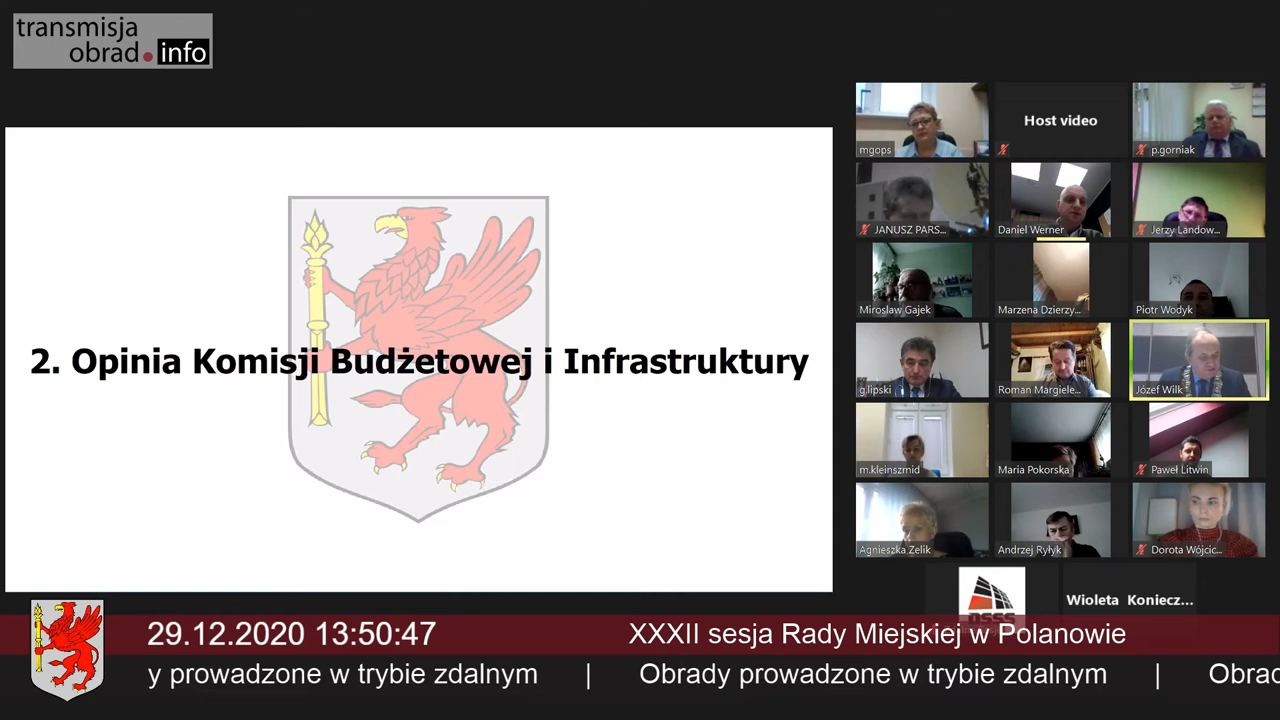 transmisja
obrad.info
2. Opinia Komisji Budżetowej i Infrastruktury
mgops
Host video
p.gorniak
JANUSZ PARS...
Daniel Werner
Jerzy Landow...
Mirosław Gajek
Marzena Dzierzy...
Piotr Wodyk
g.lipski
Roman Margiele...
Józef Wilk
m.kleinszmid
Maria Pokorska
Paweł Litwin
Agnieszka Zelik
Andrzej Ryłyk
Dorota Wójcic...
Wioleta Koniecz...
29.12.2020 13:50:47
XXXII sesja Rady Miejskiej w Polanowie
y prowadzone w trybie zdalnym | Obrady prowadzone w trybie zdalnym | Obrad